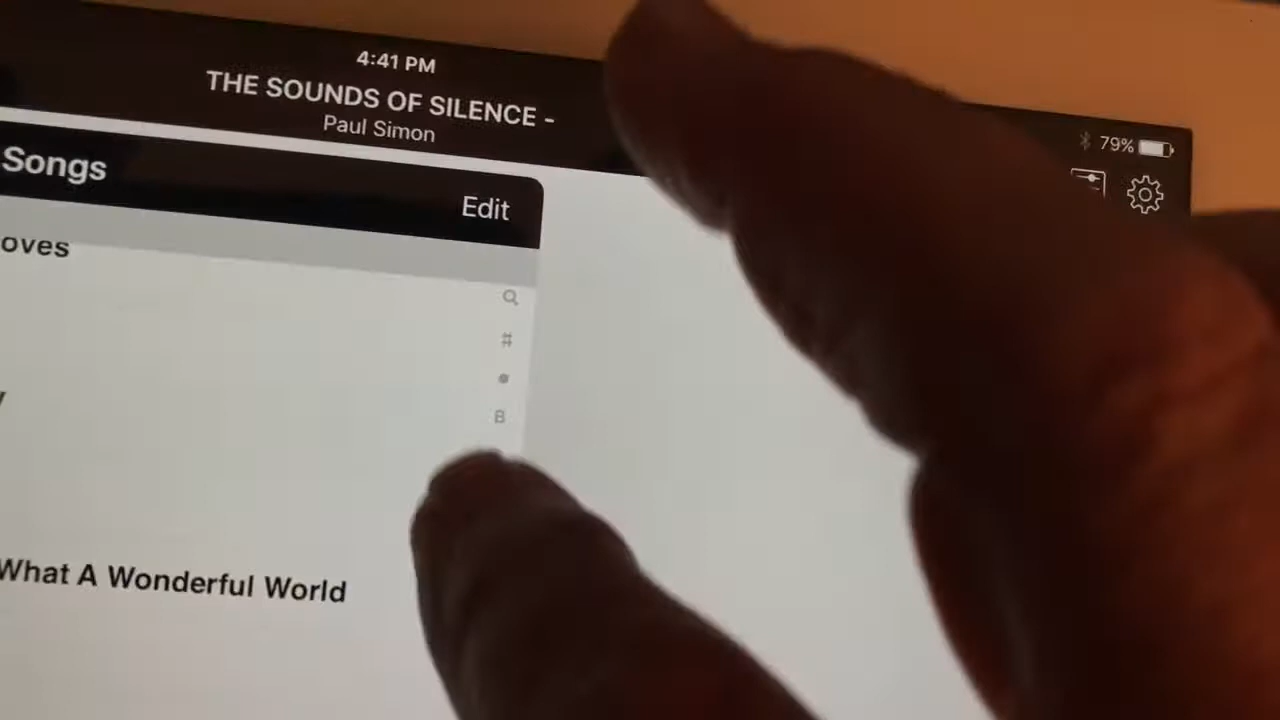 4:41 PM
THE SOUNDS OF SILENCE -
Paul Simon
79%
Songs
Edit
oves
#
B
What A Wonderful World